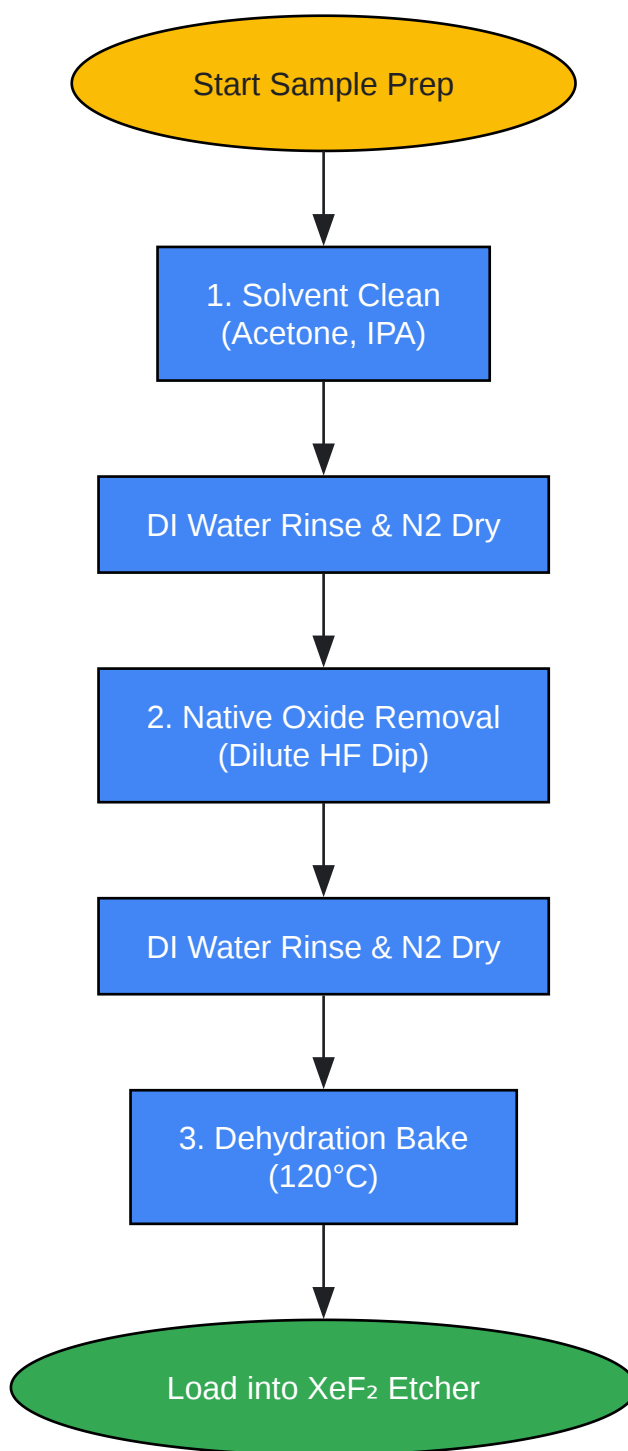 Start Sample Prep
1. Solvent Clean
(Acetone, IPA)
DI Water Rinse & N2 Dry
2. Native Oxide Removal
(Dilute HF Dip)
DI Water Rinse & N2 Dry
3. Dehydration Bake
(120°C)
Load into XeF₂ Etcher